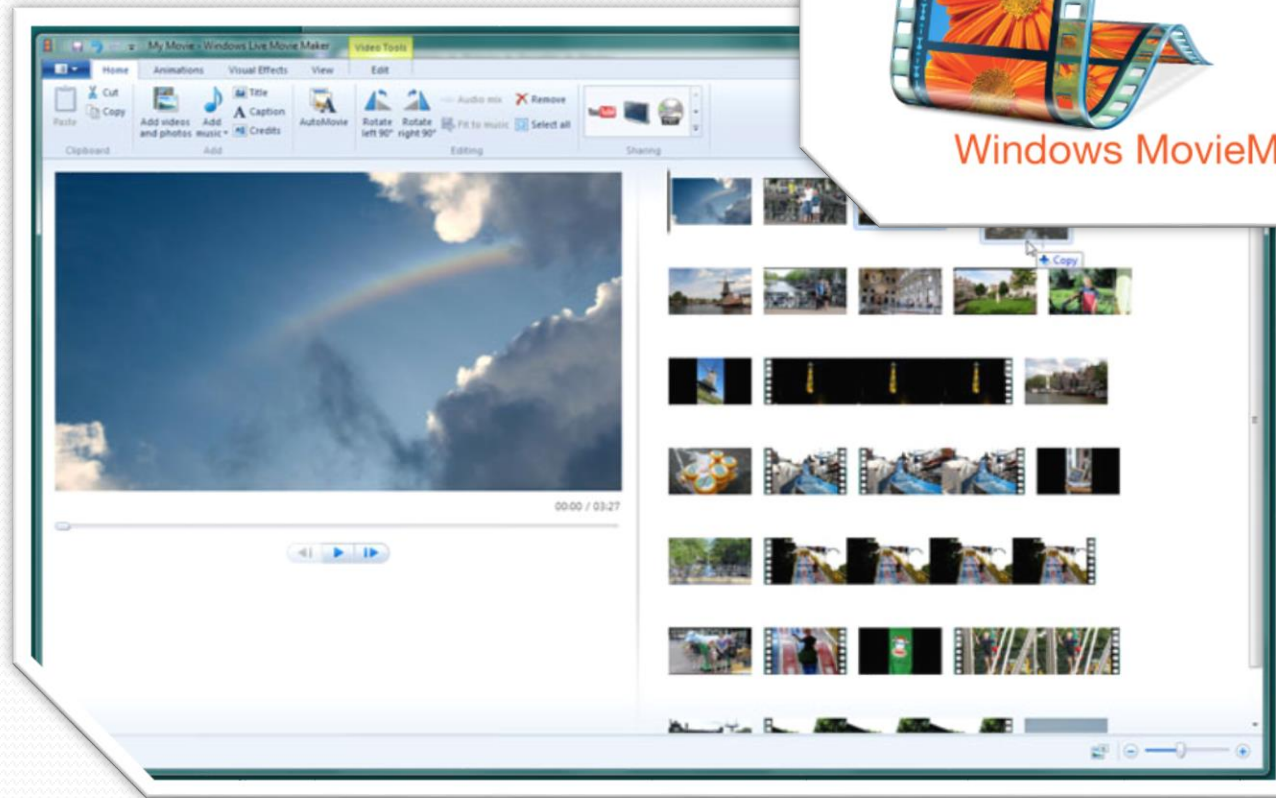 My Movie - Windows Live Movie Maker
Video Tools
Home Animations Visual Effects View Edit
Paste
Cut
Copy
Clipboard
Add videos and photos
Add music
Title
Caption
Credits
Add
AutoMovie
Rotate left 90°
Rotate right 90°
Audio mix
Fit to music
Remove
Select all
Editing
YouTube
Sharing
Windows MovieM
Copy
00:00 / 03:27